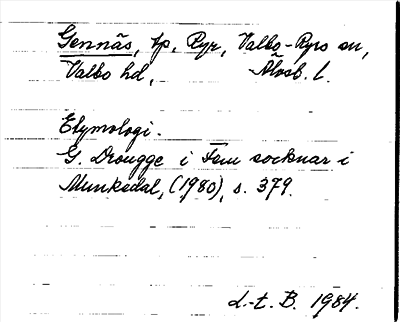 Gennäs, tp, Ryr, Valbo-Ryrs sn,
Valbo hd, Älvsb. l.
Etymologi.
G. Drougge i Fem socknar i
Munkedal, (1980), s. 379.
d.-t. B. 1984.